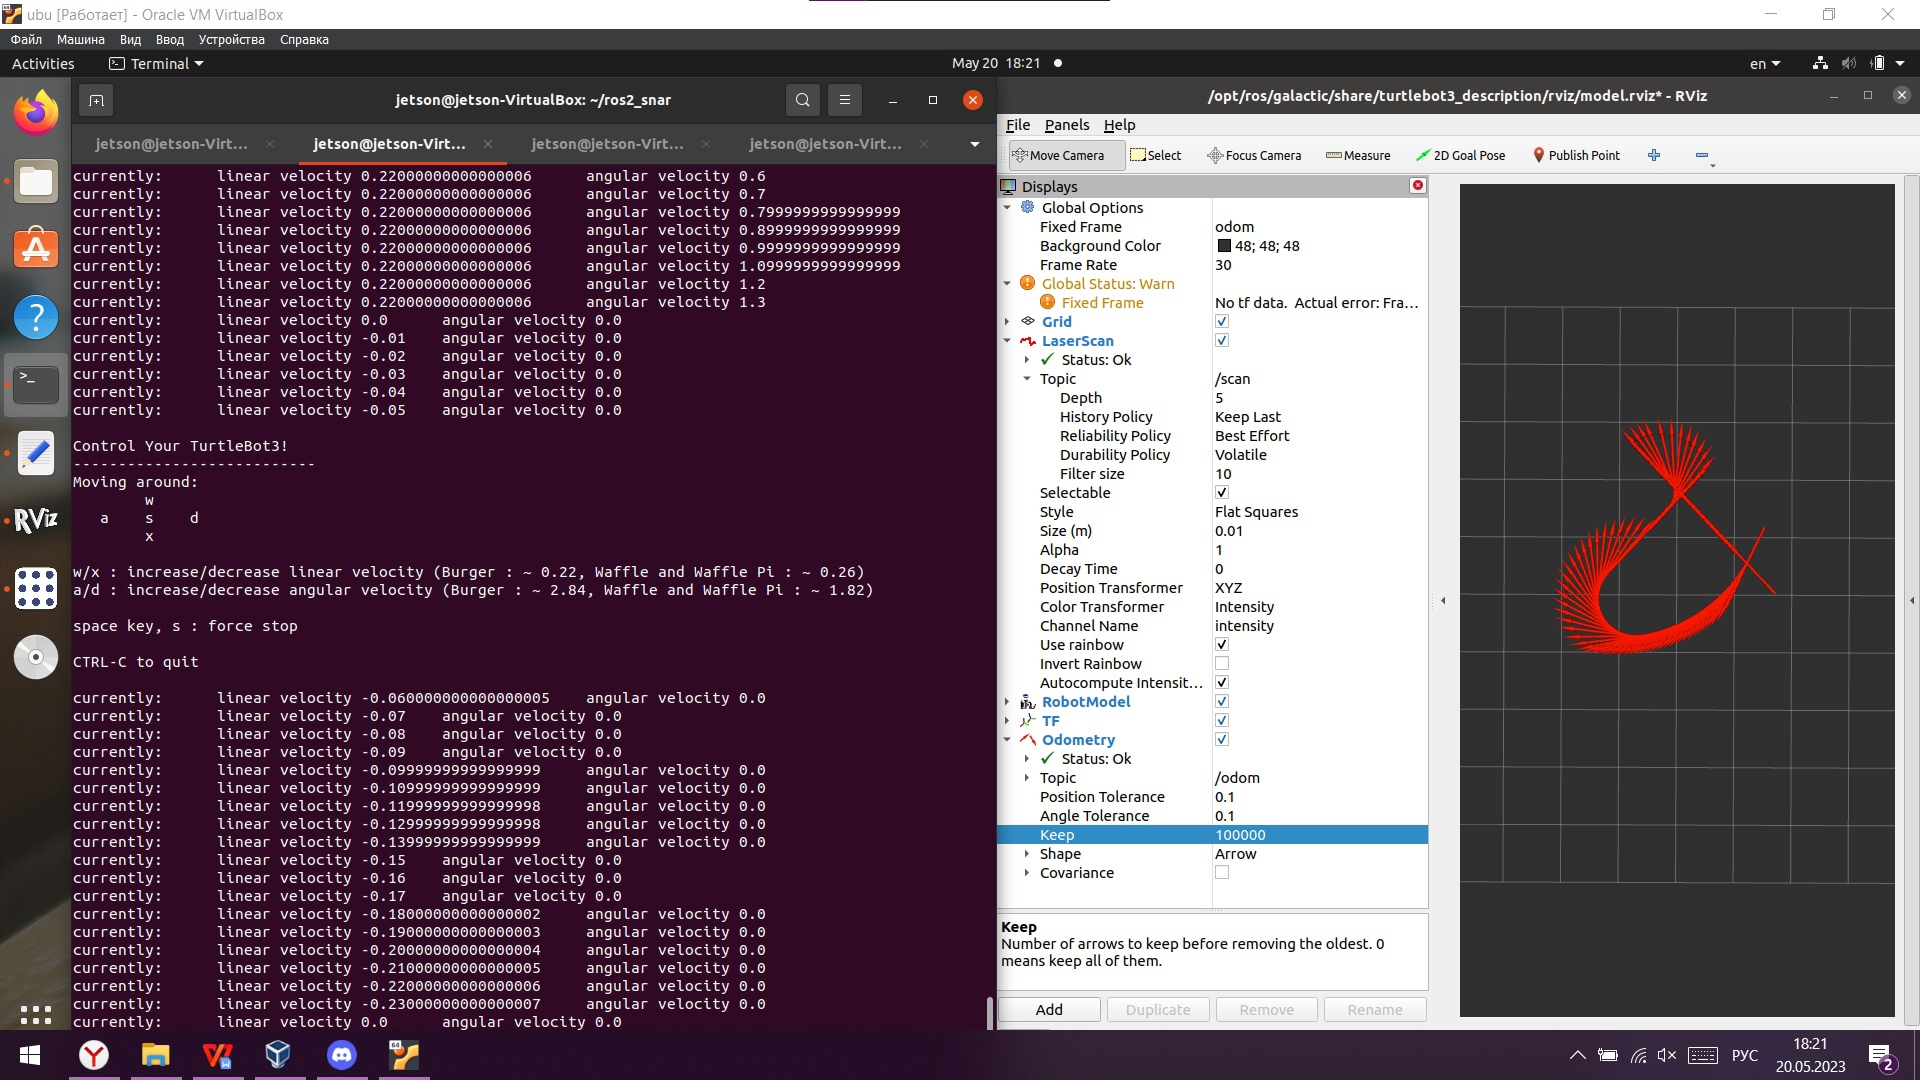 ubu [Работает] - Oracle VM VirtualBox
Файл Машина Вид Ввод Устройства Справка
Activities Terminal May 20 18:21 en
jetson@jetson-VirtualBox: ~/ros2_snar
jetson@jetson-Virt... jetson@jetson-Virt... jetson@jetson-Virt... jetson@jetson-Virt...
currently: linear velocity 0.22000000000000006 angular velocity 0.6
currently: linear velocity 0.22000000000000006 angular velocity 0.7
currently: linear velocity 0.22000000000000006 angular velocity 0.7999999999999999
currently: linear velocity 0.22000000000000006 angular velocity 0.8999999999999999
currently: linear velocity 0.22000000000000006 angular velocity 0.9999999999999999
currently: linear velocity 0.22000000000000006 angular velocity 1.0999999999999999
currently: linear velocity 0.22000000000000006 angular velocity 1.2
currently: linear velocity 0.22000000000000006 angular velocity 1.3
currently: linear velocity 0.0 angular velocity 0.0
currently: linear velocity -0.01 angular velocity 0.0
currently: linear velocity -0.02 angular velocity 0.0
currently: linear velocity -0.03 angular velocity 0.0
currently: linear velocity -0.04 angular velocity 0.0
currently: linear velocity -0.05 angular velocity 0.0
Control Your TurtleBot3!
---------------------------
Moving around:
w
a s d
x
w/x : increase/decrease linear velocity (Burger : ~ 0.22, Waffle and Waffle Pi : ~ 0.26)
a/d : increase/decrease angular velocity (Burger : ~ 2.84, Waffle and Waffle Pi : ~ 1.82)
space key, s : force stop
CTRL-C to quit
currently: linear velocity -0.060000000000000005 angular velocity 0.0
currently: linear velocity -0.07 angular velocity 0.0
currently: linear velocity -0.08 angular velocity 0.0
currently: linear velocity -0.09 angular velocity 0.0
currently: linear velocity -0.09999999999999999 angular velocity 0.0
currently: linear velocity -0.10999999999999999 angular velocity 0.0
currently: linear velocity -0.11999999999999998 angular velocity 0.0
currently: linear velocity -0.12999999999999998 angular velocity 0.0
currently: linear velocity -0.13999999999999999 angular velocity 0.0
currently: linear velocity -0.15 angular velocity 0.0
currently: linear velocity -0.16 angular velocity 0.0
currently: linear velocity -0.17 angular velocity 0.0
currently: linear velocity -0.18000000000000002 angular velocity 0.0
currently: linear velocity -0.19000000000000003 angular velocity 0.0
currently: linear velocity -0.20000000000000004 angular velocity 0.0
currently: linear velocity -0.21000000000000005 angular velocity 0.0
currently: linear velocity -0.22000000000000006 angular velocity 0.0
currently: linear velocity -0.23000000000000007 angular velocity 0.0
currently: linear velocity 0.0 angular velocity 0.0
RViz
/opt/ros/galactic/share/turtlebot3_description/rviz/model.rviz* - RViz
File Panels Help
Move Camera Select Focus Camera Measure 2D Goal Pose Publish Point
Displays
Global Options
Fixed Frame odom
Background Color 48; 48; 48
Frame Rate 30
Global Status: Warn
Fixed Frame No tf data. Actual error: Fra...
Grid
LaserScan
Status: Ok
Topic /scan
Depth 5
History Policy Keep Last
Reliability Policy Best Effort
Durability Policy Volatile
Filter size 10
Selectable
Style Flat Squares
Size (m) 0.01
Alpha 1
Decay Time 0
Position Transformer XYZ
Color Transformer Intensity
Channel Name intensity
Use rainbow
Invert Rainbow
Autocompute Intensit...
RobotModel
TF
Odometry
Status: Ok
Topic /odom
Position Tolerance 0.1
Angle Tolerance 0.1
Keep 100000
Shape Arrow
Covariance
Keep
Number of arrows to keep before removing the oldest. 0
means keep all of them.
Add Duplicate Remove Rename
64
РУС
18:21
20.05.2023
2